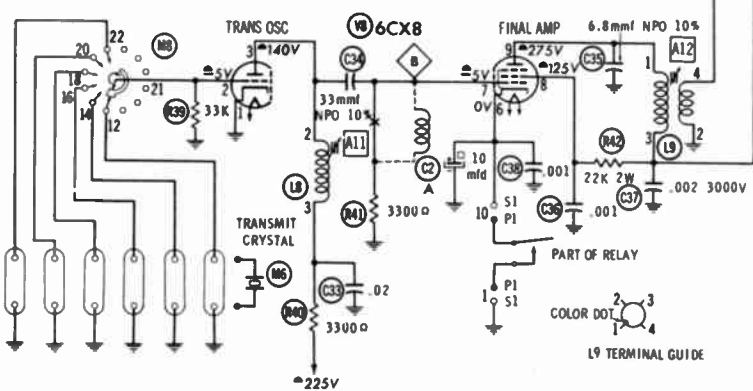 TRANS OSC
V8 6CX8
FINAL AMP
6.8mmf NPO 10%
22
20
18
16
14
12
21
M8
3
≐140V
≐5V
2
1
R39
33K
C34
33mmf
NPO 10%
B
9
≐275V
≐125V
≐5V
7
8
0V
6
C35
A12
1
4
3
2
L9
2
A11
L8
3
C2
A
10
mfd
C38
.001
R42
22K 2W
C37
.002 3000V
C36
.001
R41
3300Ω
10
S1
P1
PART OF RELAY
P1
1
S1
TRANSMIT
CRYSTAL
M6
C33
.02
R40
3300Ω
≐225V
COLOR DOT
2
3
1
4
L9 TERMINAL GUIDE